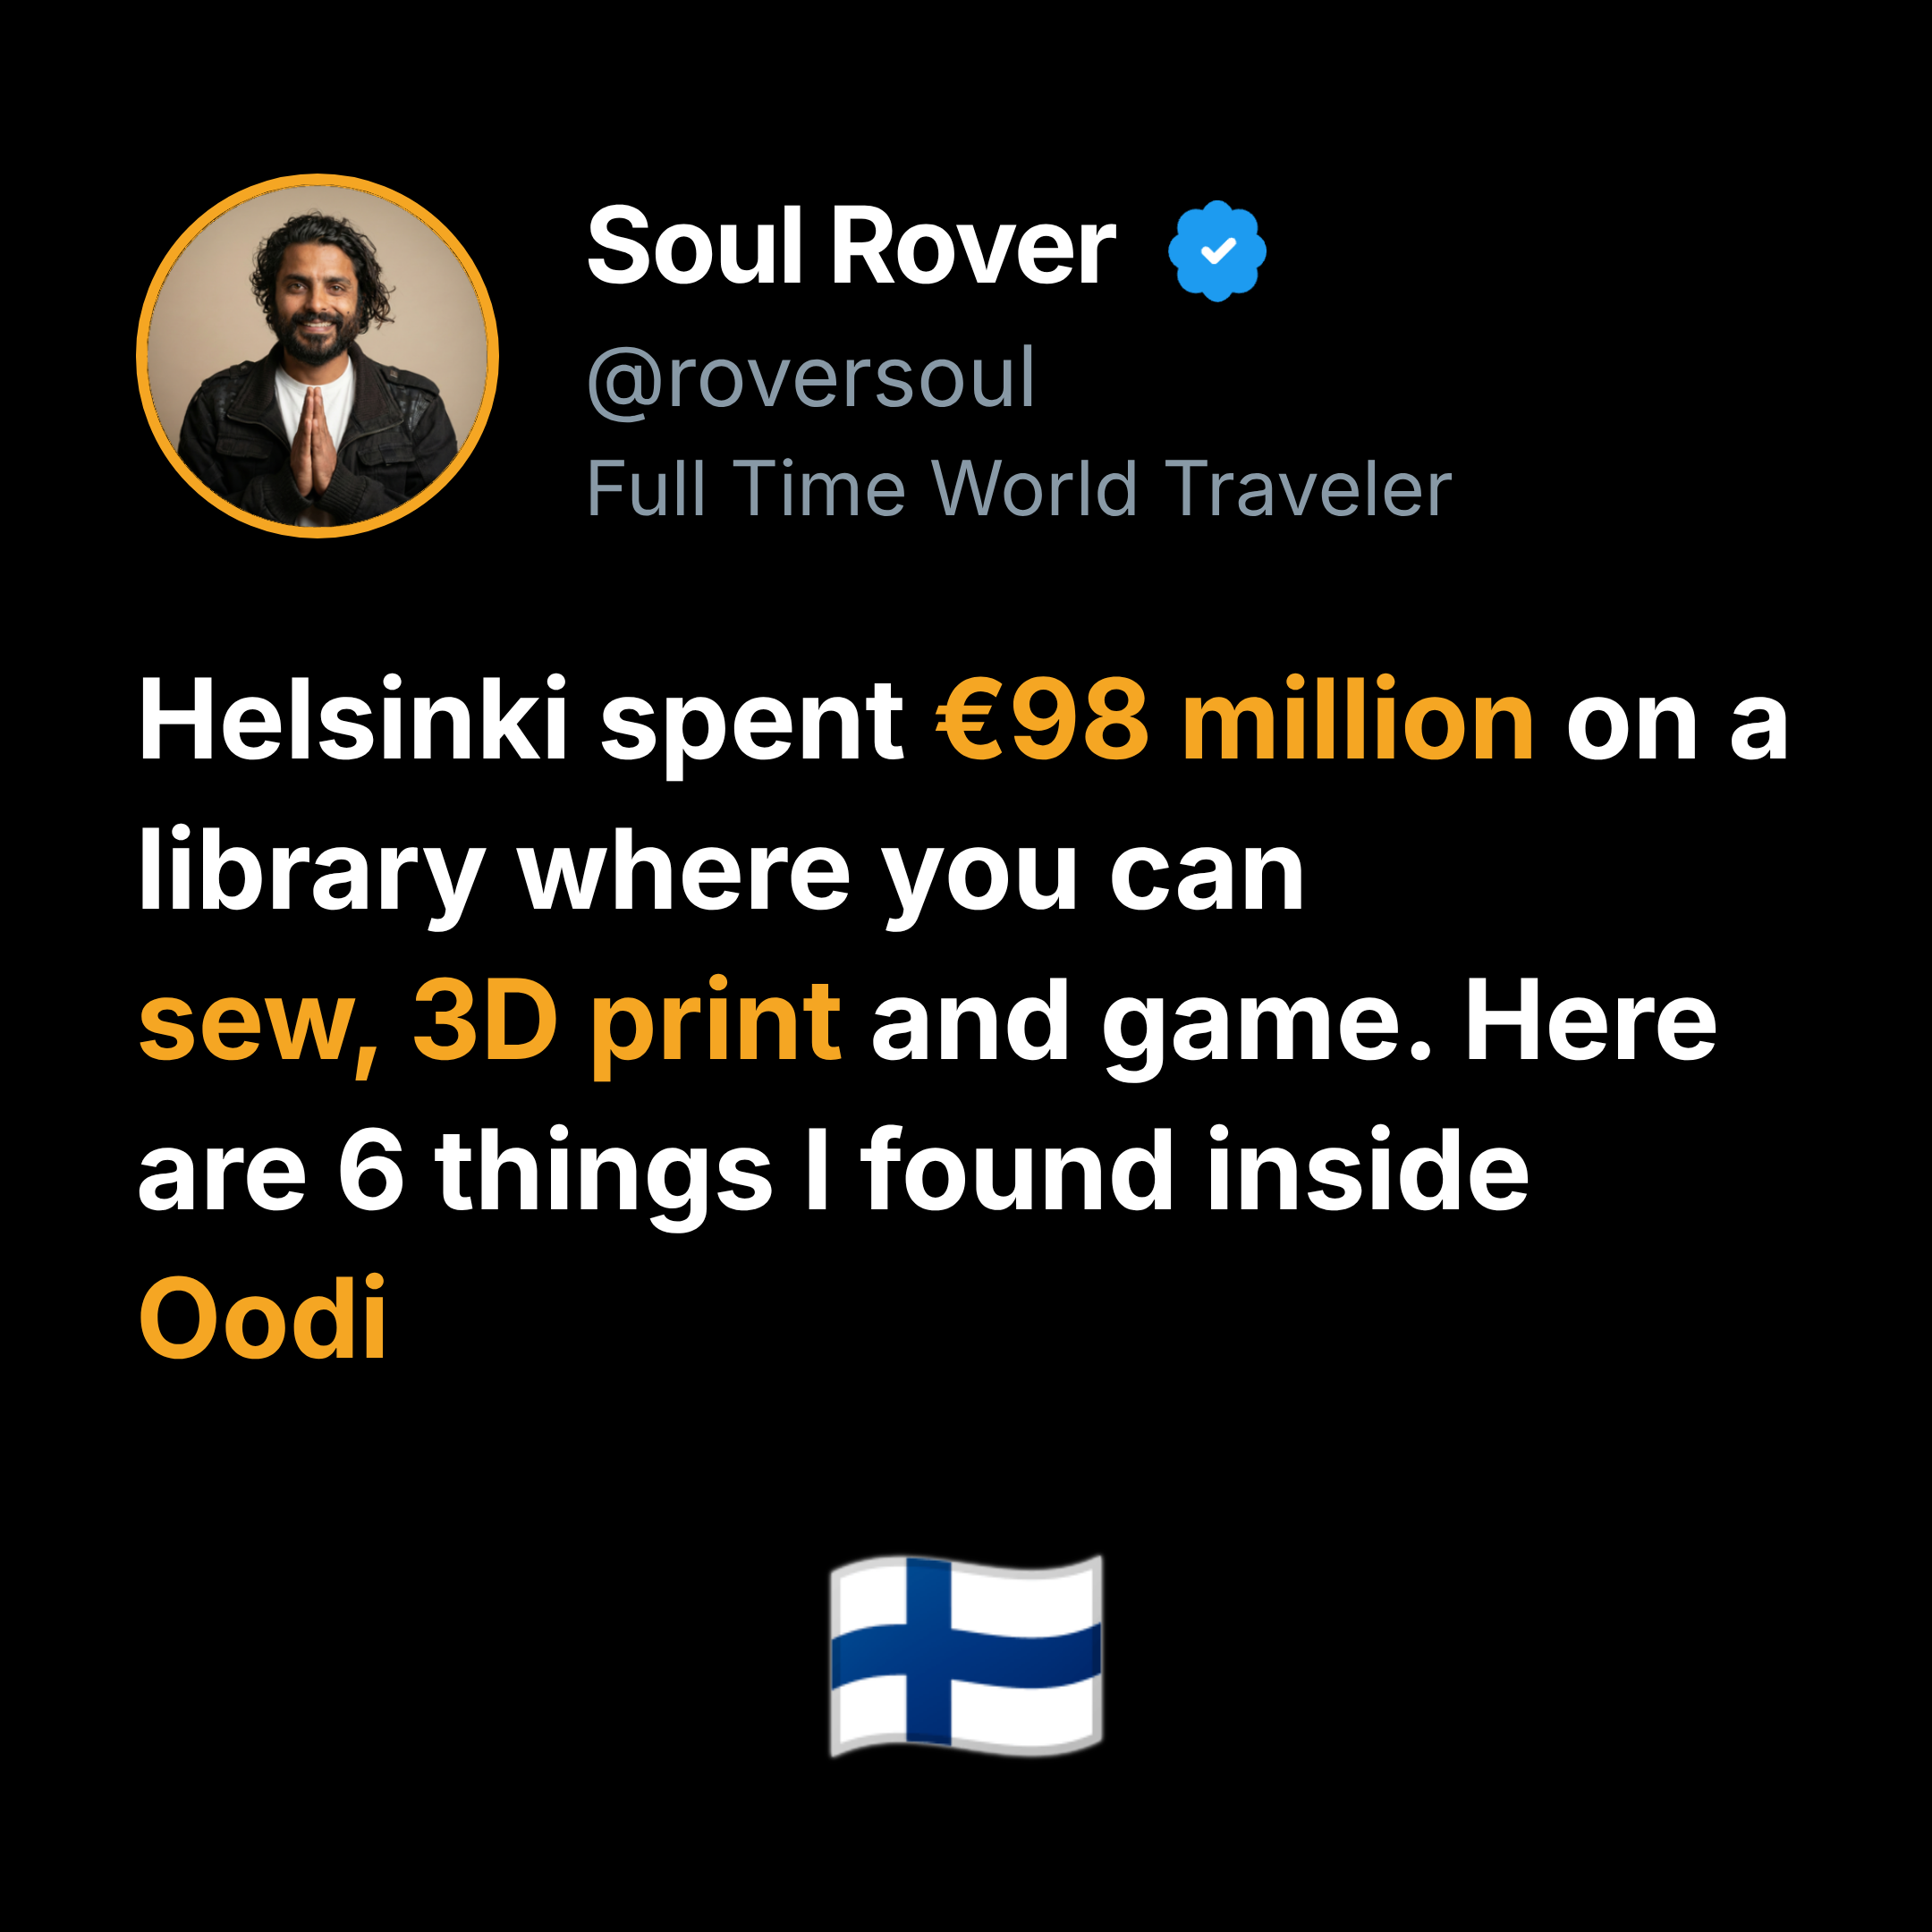 Soul Rover
@roversoul
Full Time World Traveler
Helsinki spent €98 million on a
library where you can
sew, 3D print and game. Here
are 6 things I found inside
Oodi